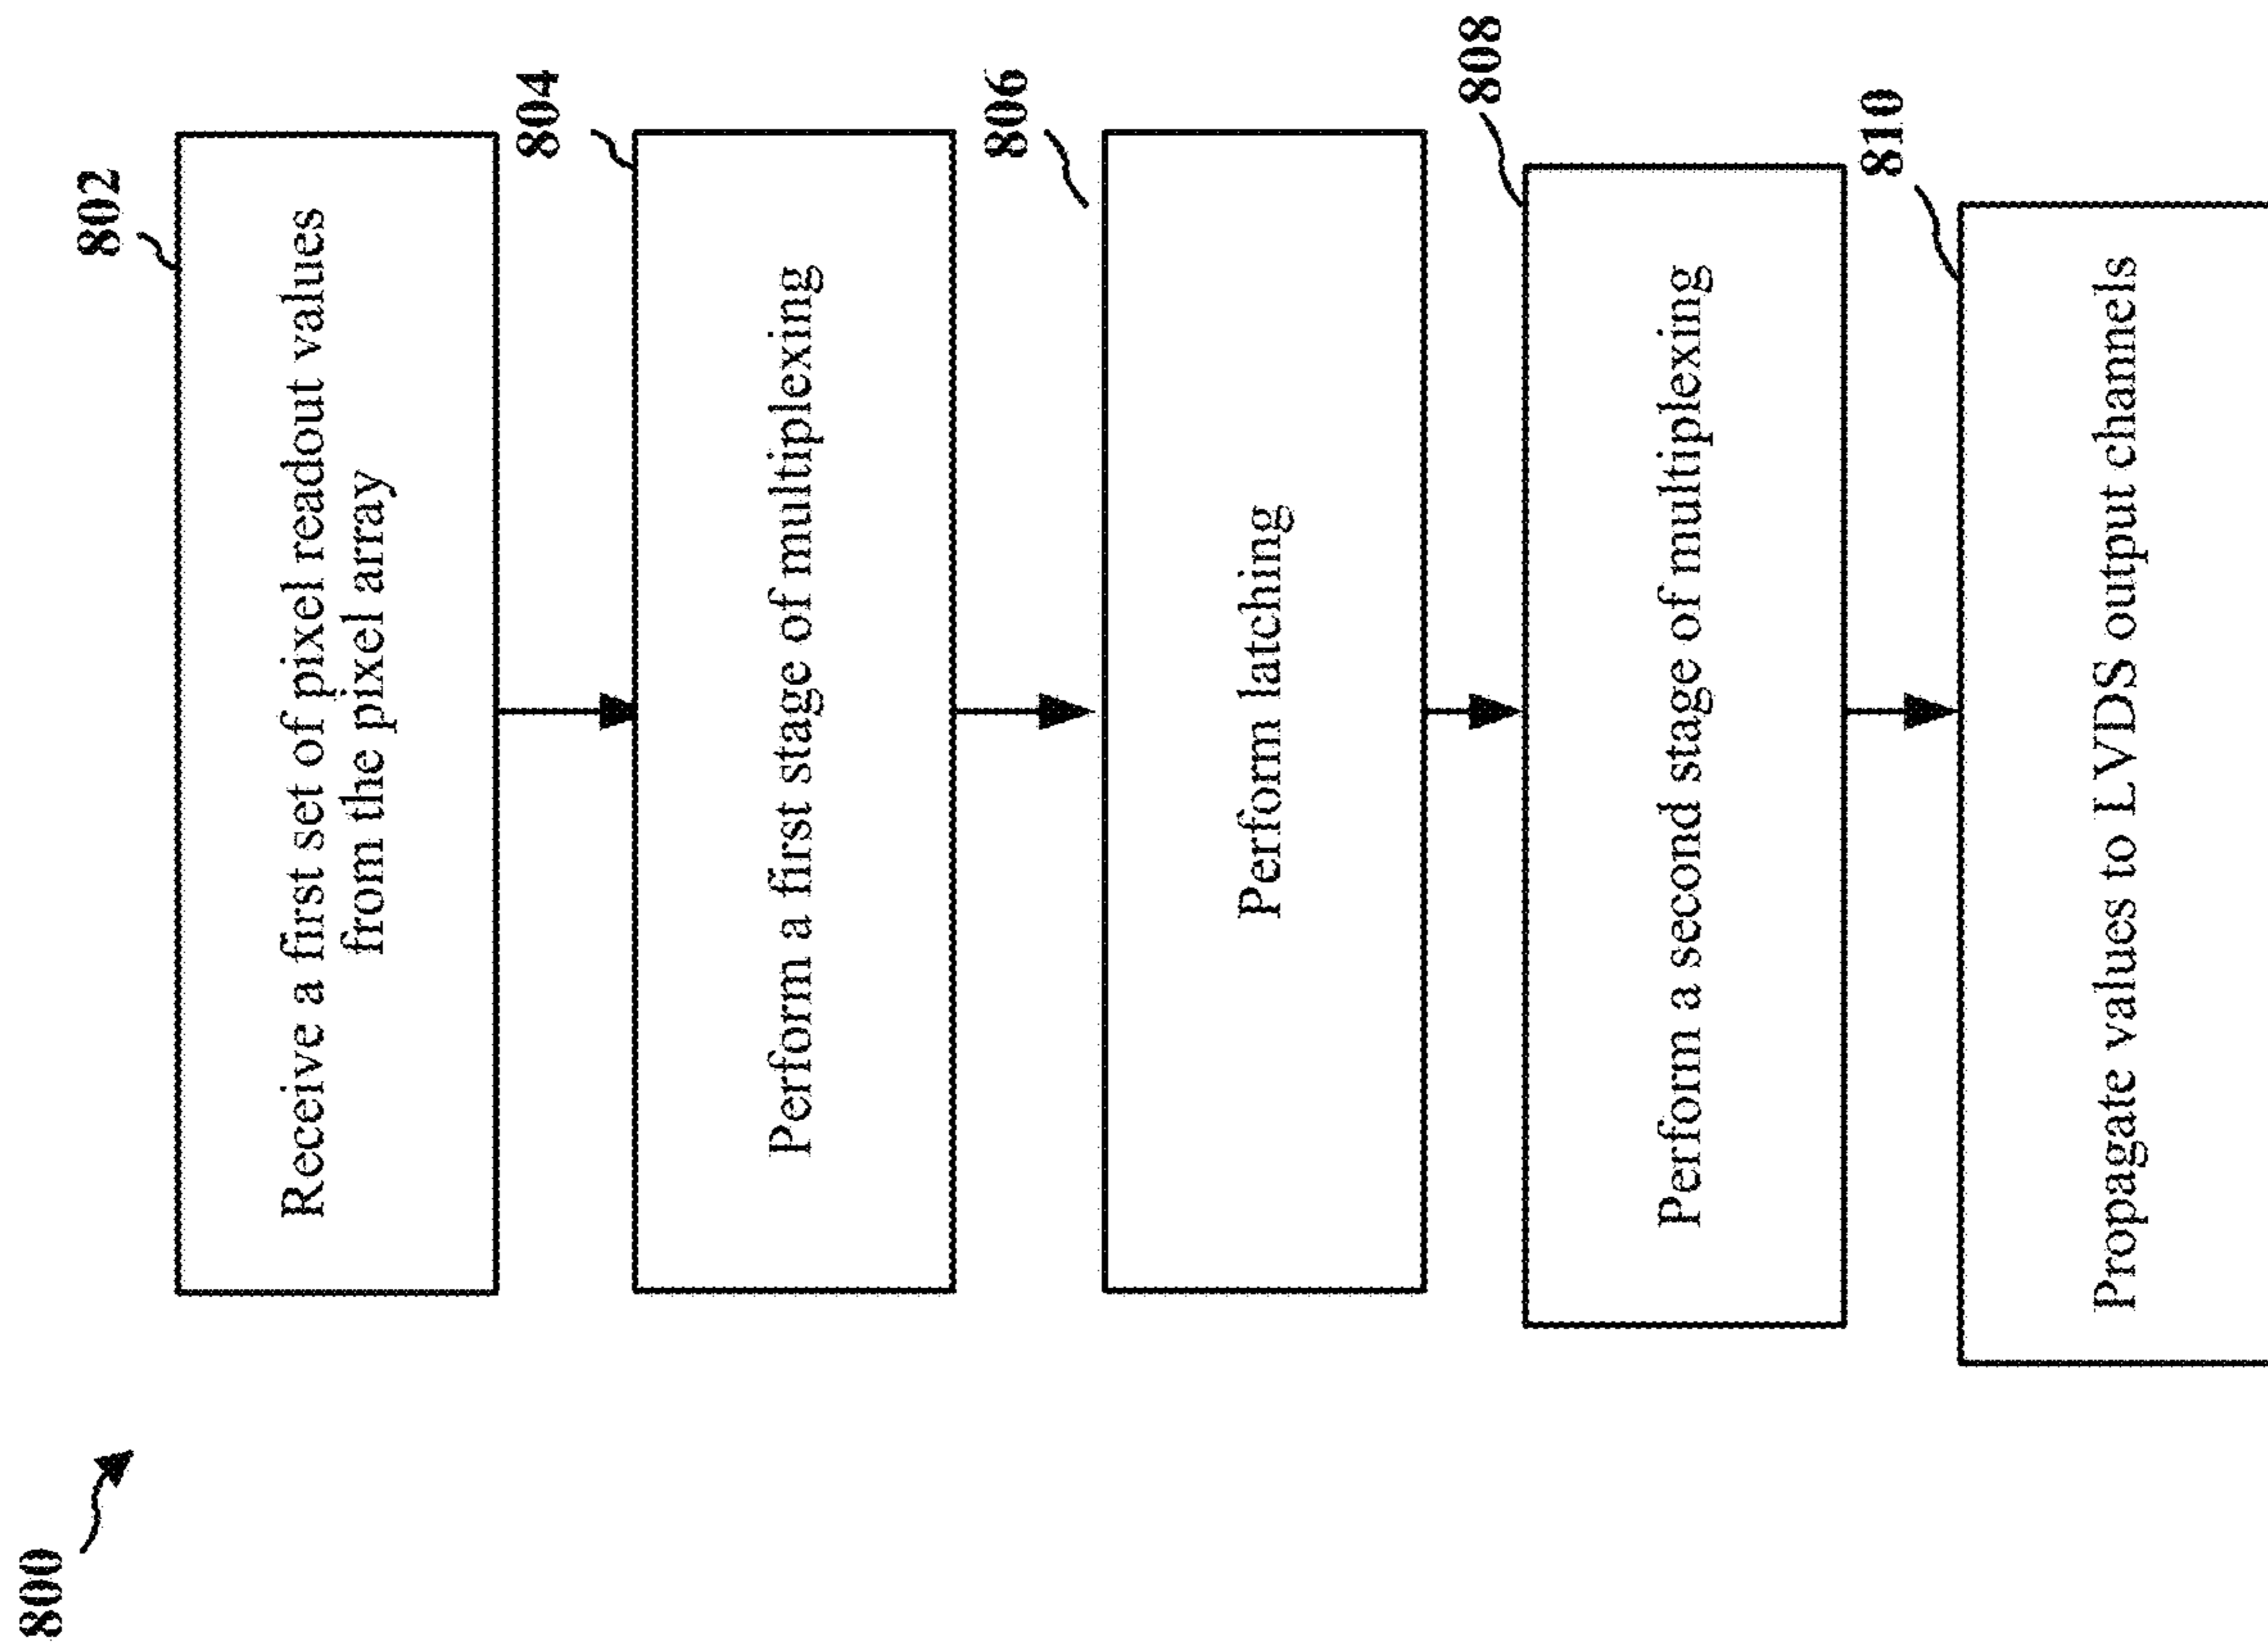 800
802
Receive a first set of pixel readout values
from the pixel array
804
Perform a first stage of multiplexing
806
Perform latching
808
Perform a second stage of multiplexing
810
Propagate values to LVDS output channels